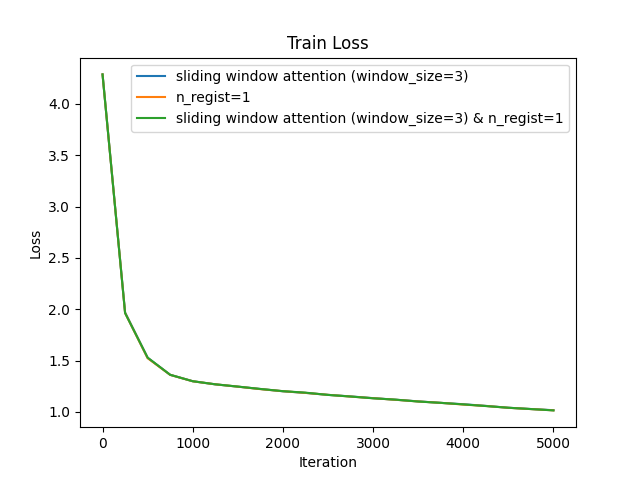 Train Loss
sliding window attention (window_size=3)
n_regist=1
sliding window attention (window_size=3) & n_regist=1
Loss
4.0
3.5
3.0
2.5
2.0
1.5
1.0
0
1000
2000
3000
4000
5000
Iteration